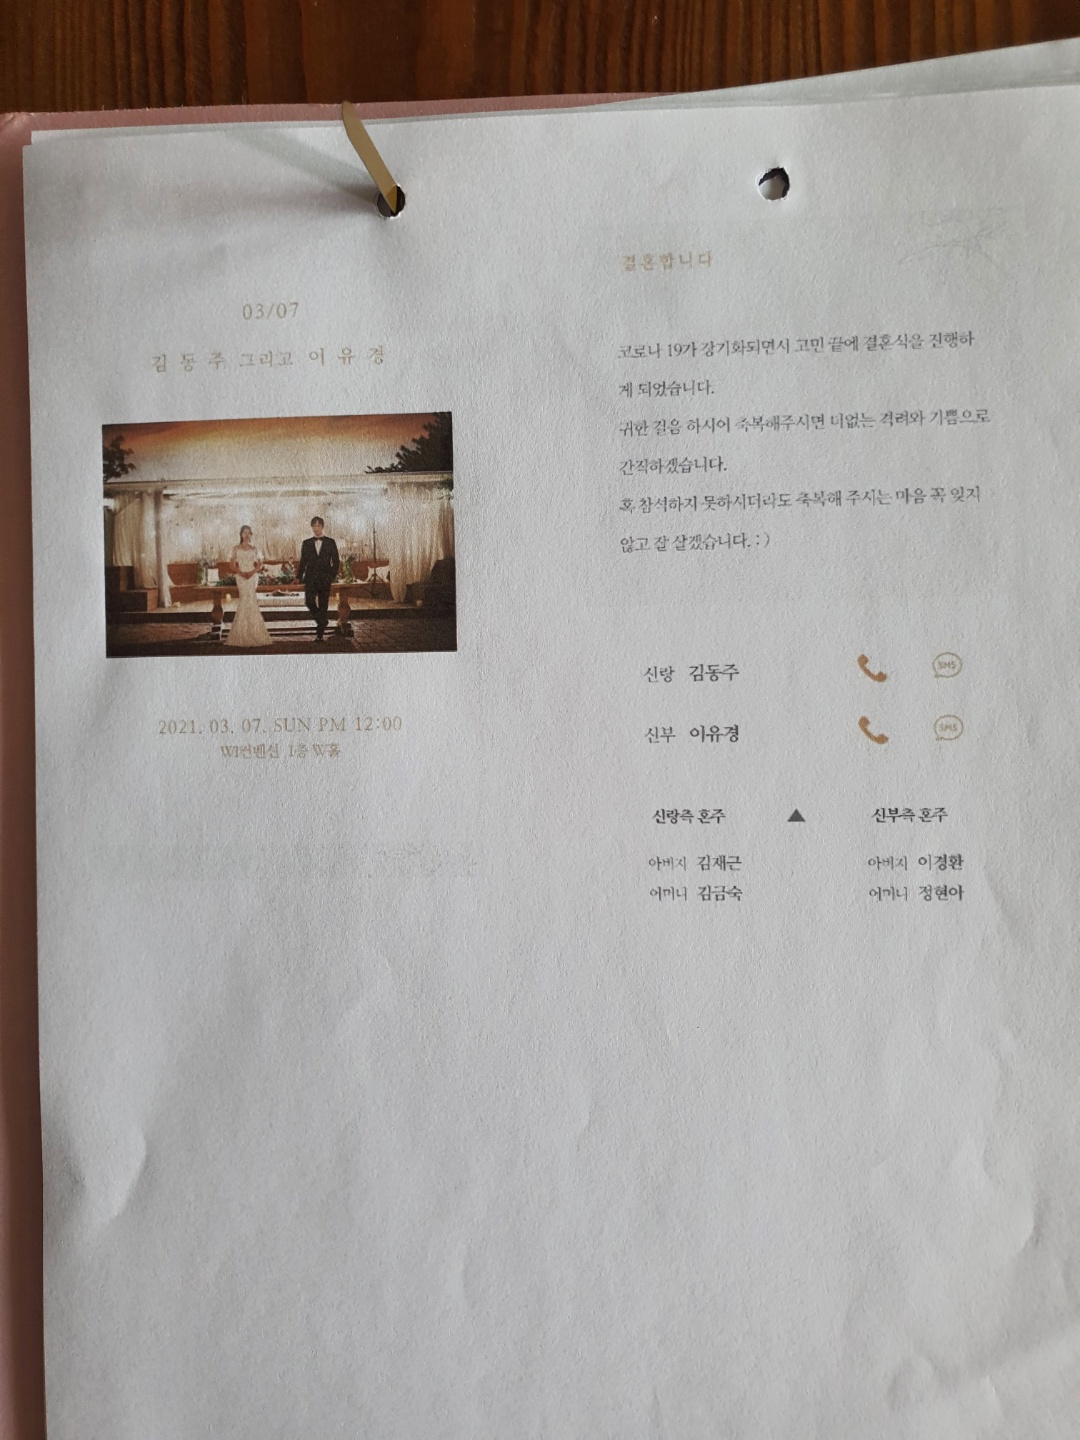 03/07
김 동 주 그리고 이 유 경
2021. 03. 07. SUN PM 12:00
WI컨벤션 1층 W홀
결혼합니다
코로나 19가 장기화되면서 고민 끝에 결혼식을 진행하
게 되었습니다.
귀한 걸음 하시어 축복해주시면 더없는 격려와 기쁨으로
간직하겠습니다.
혹 참석하지 못하시더라도 축복해 주시는 마음 꼭 잊지
않고 잘 살겠습니다. : )
신랑 김동주 SMS
신부 이유경 SMS
신랑측 혼주 ▲ 신부측 혼주
아버지 김재근 아버지 이경환
어머니 김금숙 어머니 정현아